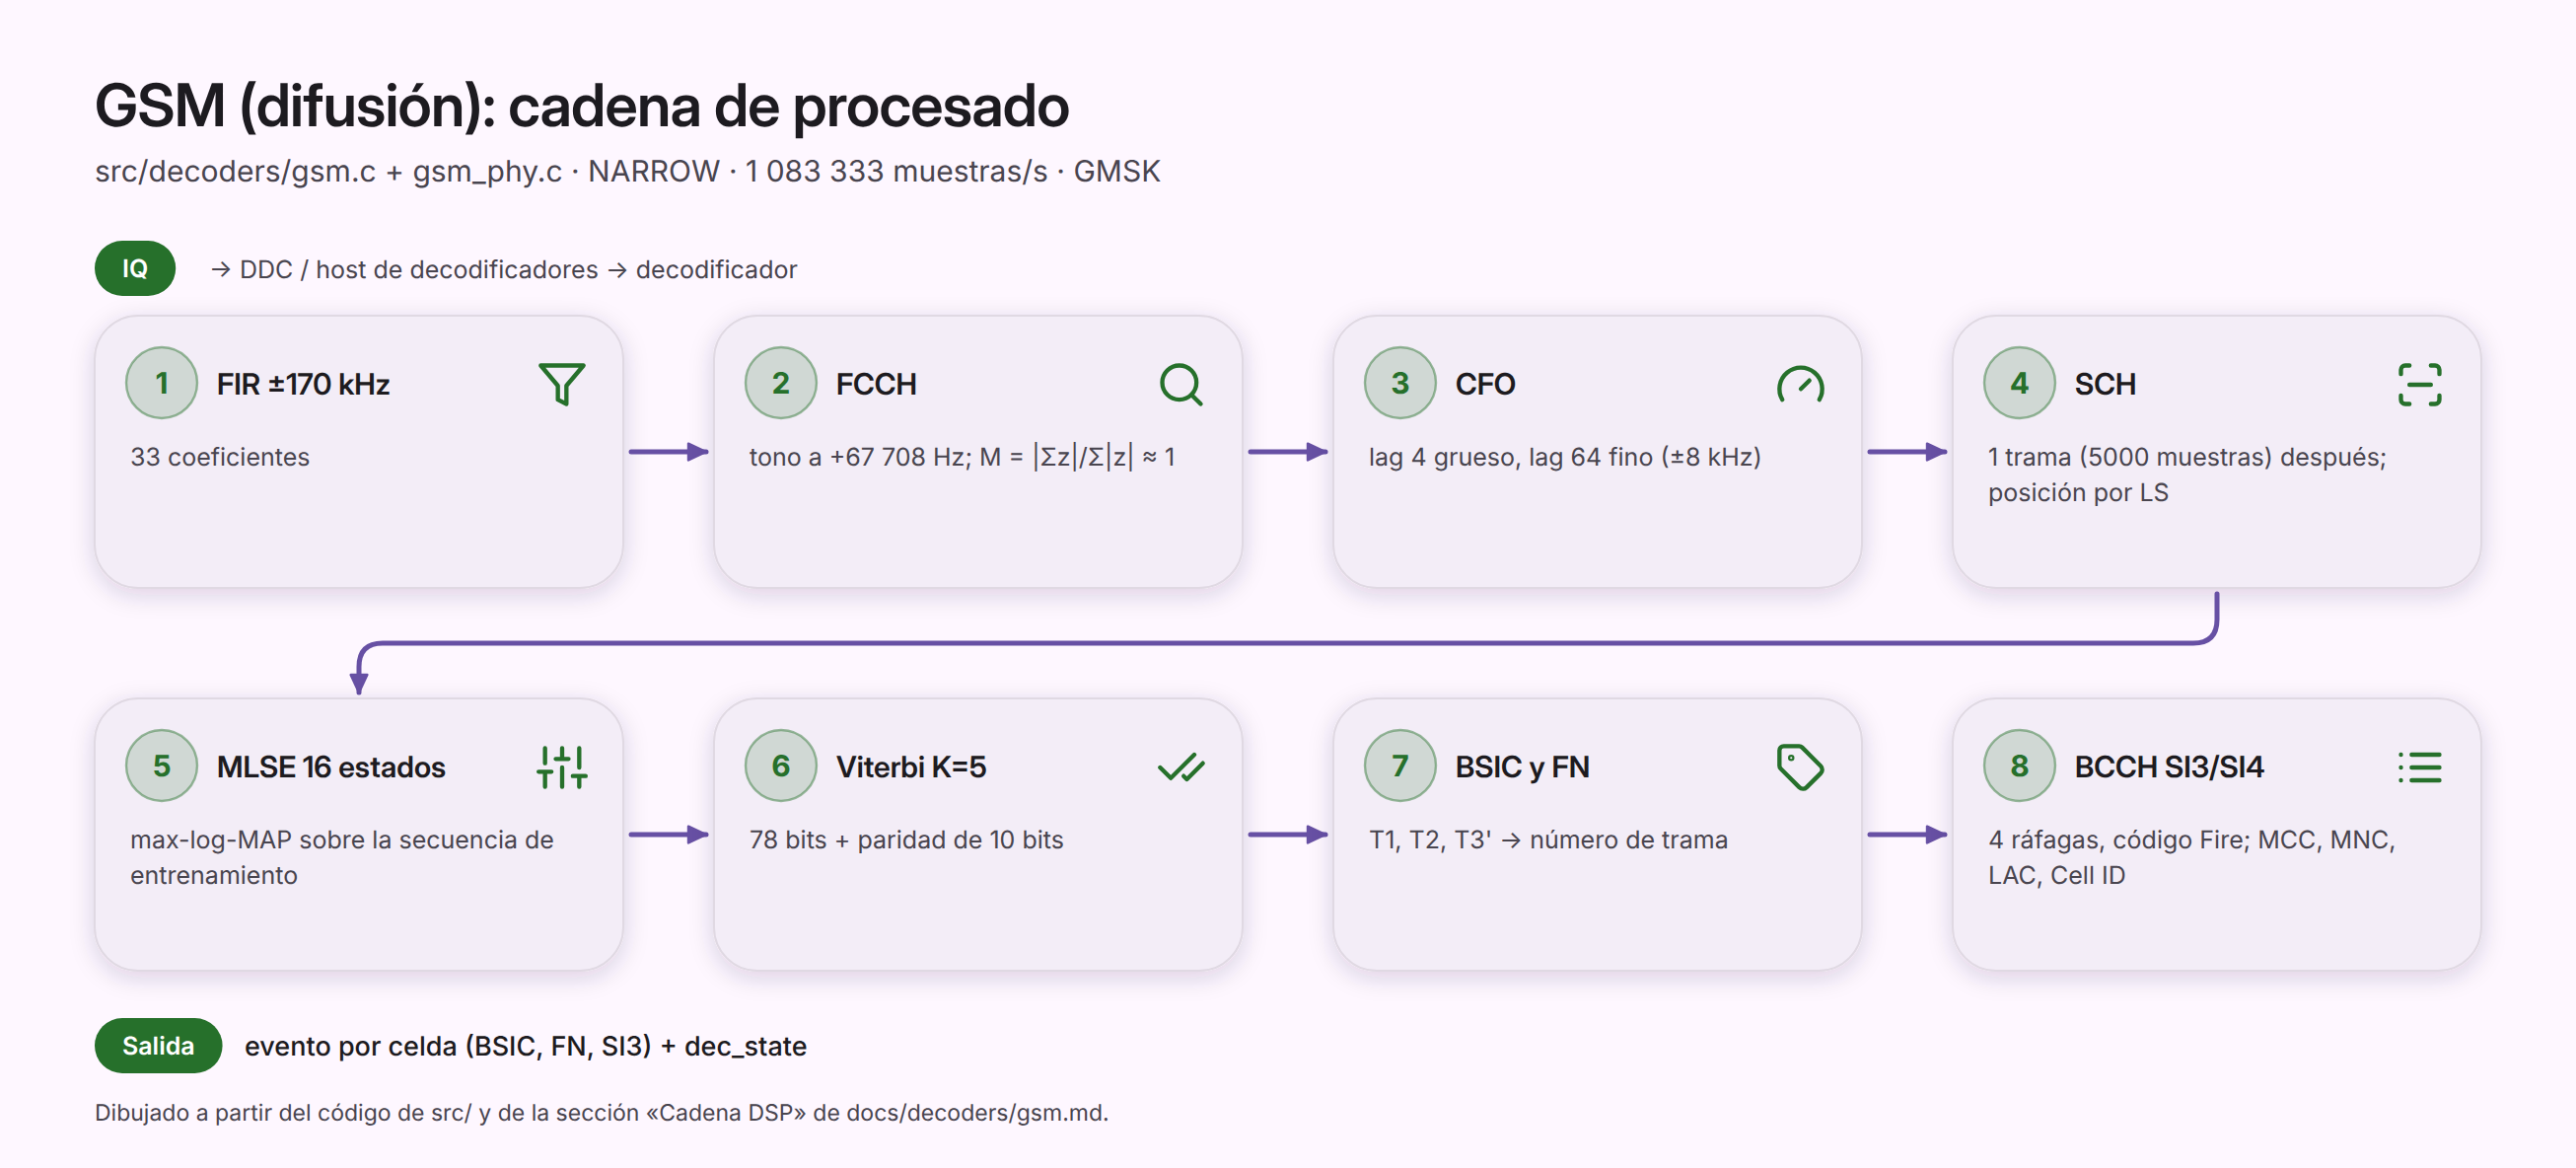 GSM (difusión): cadena de procesado
src/decoders/gsm.c + gsm_phy.c · NARROW · 1 083 333 muestras/s · GMSK
IQ → DDC / host de decodificadores → decodificador
1 FIR ±170 kHz
33 coeficientes
2 FCCH
tono a +67 708 Hz; M = |Σz|/Σ|z| ≈ 1
3 CFO
lag 4 grueso, lag 64 fino (±8 kHz)
4 SCH
1 trama (5000 muestras) después;
posición por LS
5 MLSE 16 estados
max-log-MAP sobre la secuencia de
entrenamiento
6 Viterbi K=5
78 bits + paridad de 10 bits
7 BSIC y FN
T1, T2, T3' → número de trama
8 BCCH SI3/SI4
4 ráfagas, código Fire; MCC, MNC,
LAC, Cell ID
Salida evento por celda (BSIC, FN, SI3) + dec_state
Dibujado a partir del código de src/ y de la sección «Cadena DSP» de docs/decoders/gsm.md.